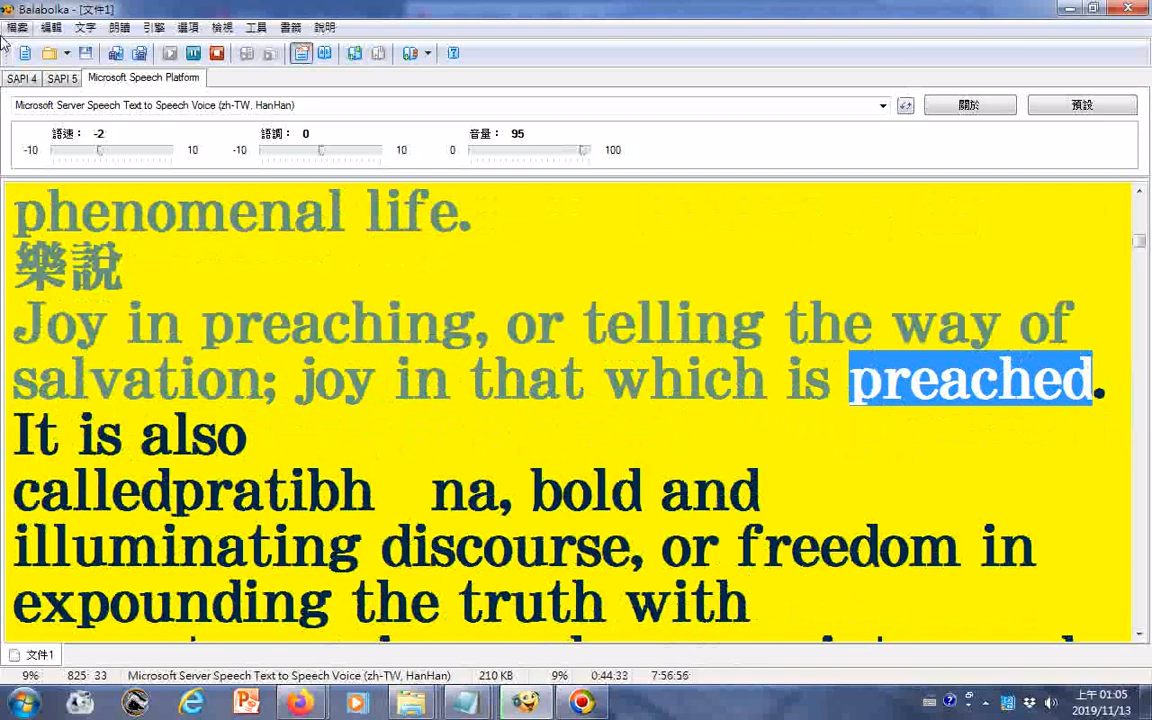 Balabolka - [文件1]
檔案 編輯 文字 朗讀 引擎 選項 檢視 工具 書籤 說明
SAPI 4 SAPI 5 Microsoft Speech Platform
Microsoft Server Speech Text to Speech Voice (zh-TW, HanHan) 關於 預設
語速： -2 語調： 0 音量： 95
-10 10 -10 10 0 100
phenomenal life.
樂說
Joy in preaching, or telling the way of
salvation; joy in that which is preached.
It is also
calledpratibh na, bold and
illuminating discourse, or freedom in
expounding the truth with
文件1
9% 825: 33 Microsoft Server Speech Text to Speech Voice (zh-TW, HanHan) 210 KB 9% 0:44:33 7:56:56
上午 01:05
2019/11/13